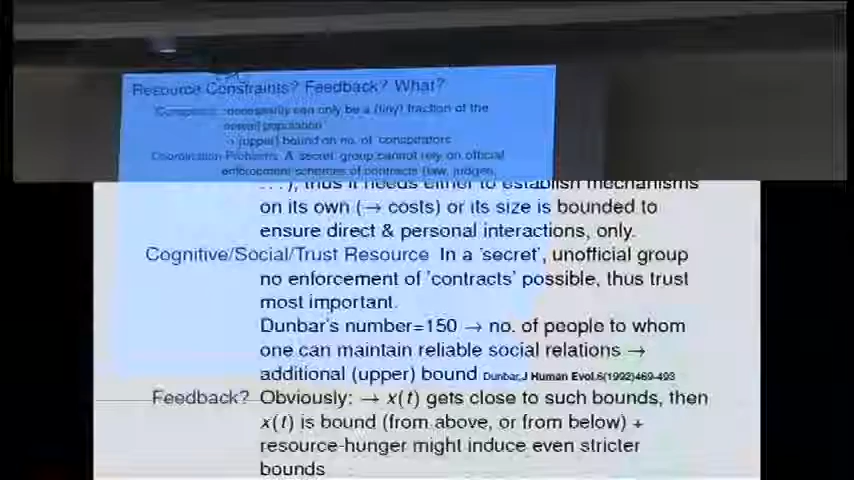 Resource Constraints? Feedback? What?
Conspiracy necessarily can only be a (tiny) fraction of the
overall population
→ (upper) bound on no. of conspirators
Coordination Problems A 'secret' group cannot rely on official
enforcement schemes of contracts (law, judges,
. . . ), thus it needs either to establish mechanisms
on its own (→ costs) or its size is bounded to
ensure direct & personal interactions, only.
Cognitive/Social/Trust Resource In a 'secret', unofficial group
no enforcement of 'contracts' possible, thus trust
most important.
Dunbar's number=150 → no. of people to whom
one can maintain reliable social relations →
additional (upper) bound Dunbar,J Human Evol.6(1992)469-493
Feedback? Obviously: → x(t) gets close to such bounds, then
x(t) is bound (from above, or from below) +
resource-hunger might induce even stricter
bounds